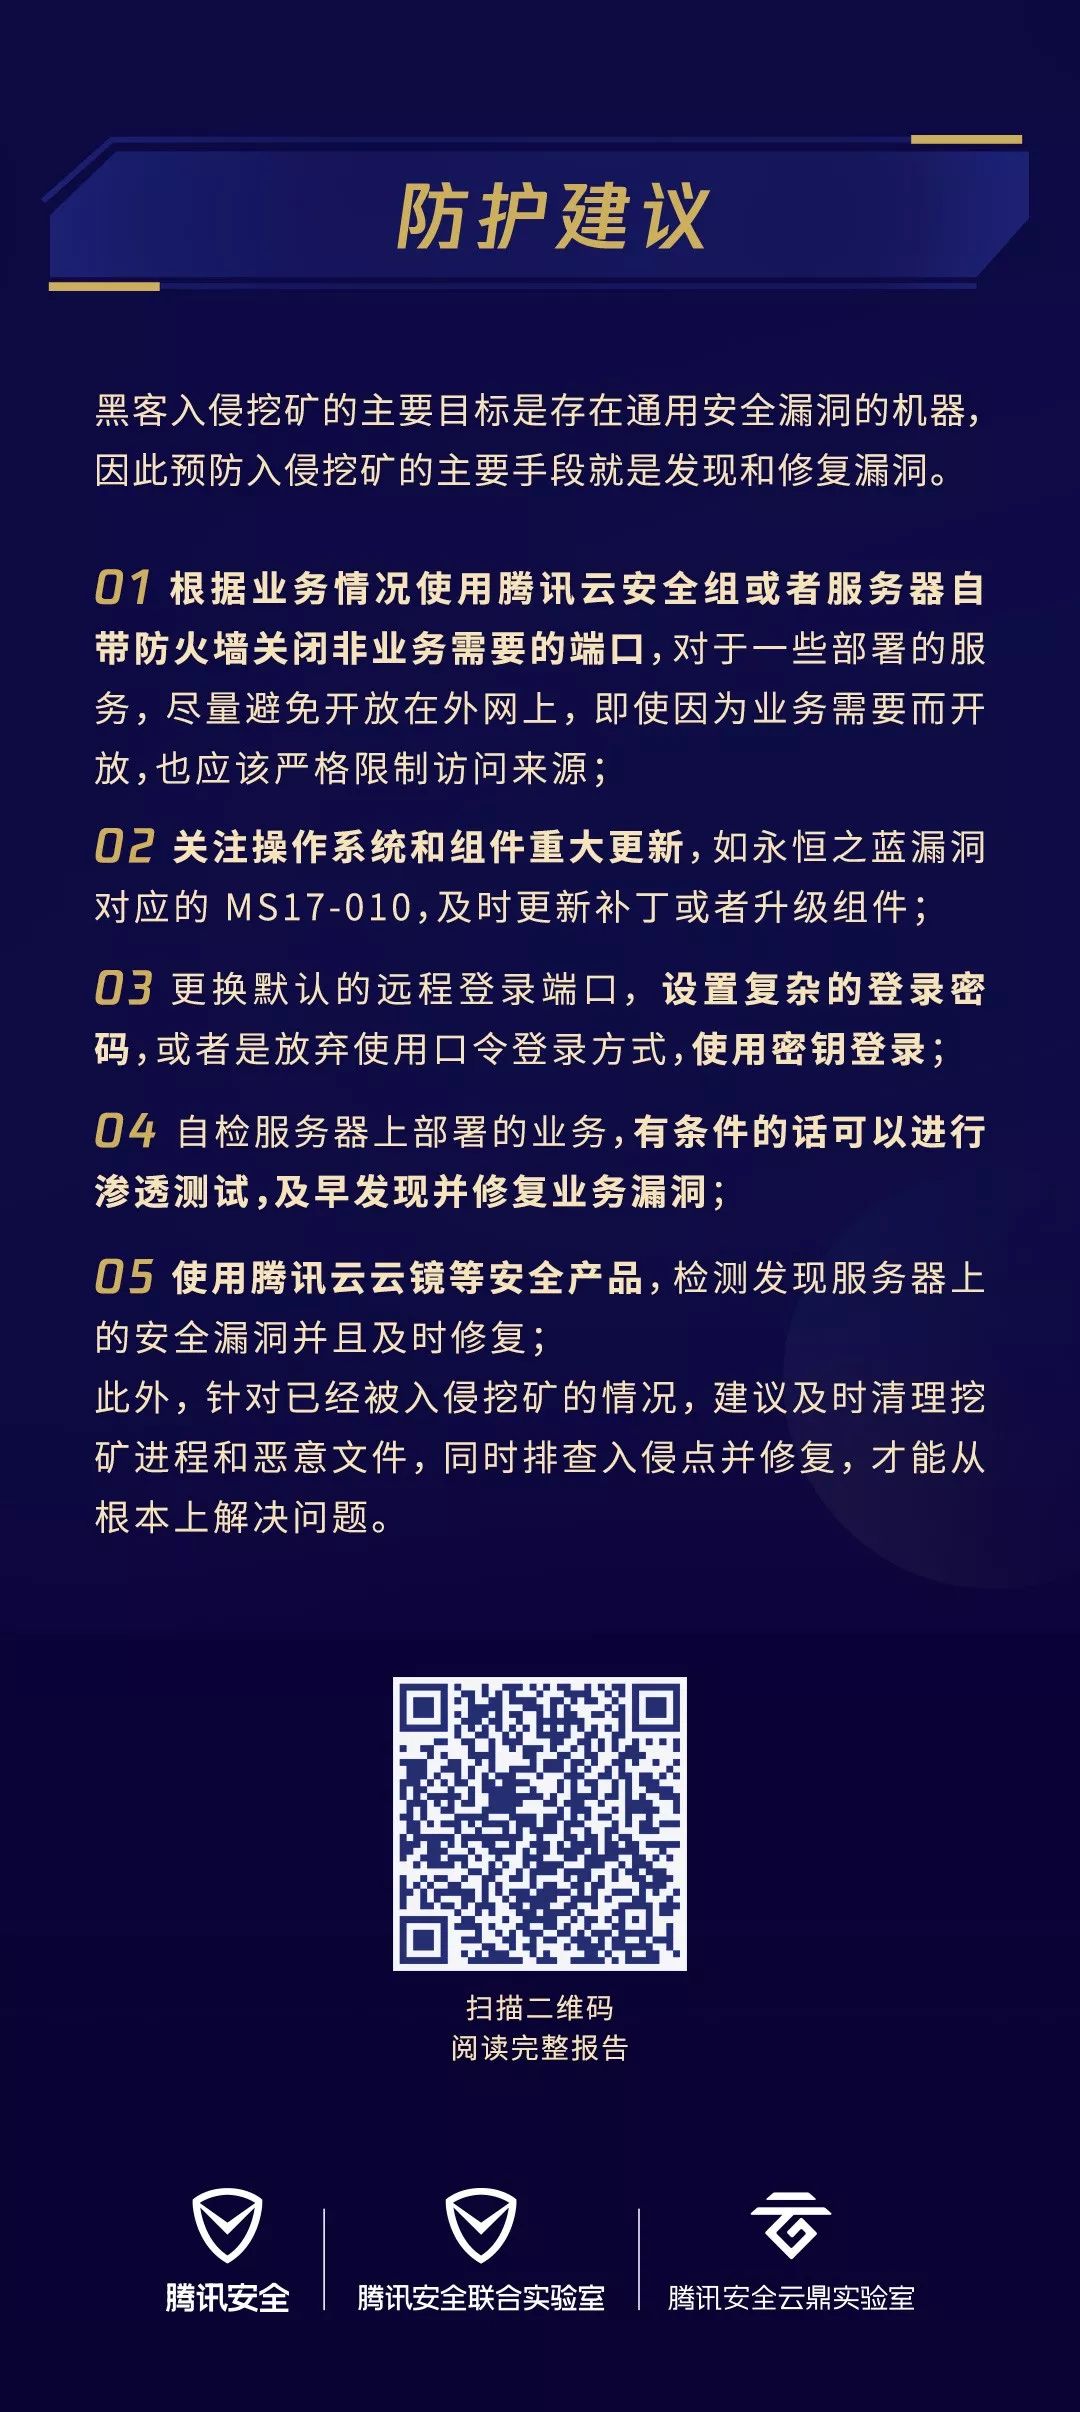 防护建议
黑客入侵挖矿的主要目标是存在通用安全漏洞的机器，
因此预防入侵挖矿的主要手段就是发现和修复漏洞。
01 根据业务情况使用腾讯云安全组或者服务器自
带防火墙关闭非业务需要的端口，对于一些部署的服
务，尽量避免开放在外网上，即使因为业务需要而开
放，也应该严格限制访问来源；
02 关注操作系统和组件重大更新，如永恒之蓝漏洞
对应的 MS17-010，及时更新补丁或者升级组件；
03 更换默认的远程登录端口，设置复杂的登录密
码，或者是放弃使用口令登录方式，使用密钥登录；
04 自检服务器上部署的业务，有条件的话可以进行
渗透测试，及早发现并修复业务漏洞；
05 使用腾讯云云镜等安全产品，检测发现服务器上
的安全漏洞并且及时修复；
此外，针对已经被入侵挖矿的情况，建议及时清理挖
矿进程和恶意文件，同时排查入侵点并修复，才能从
根本上解决问题。
扫描二维码
阅读完整报告
腾讯安全
腾讯安全联合实验室
腾讯安全云鼎实验室